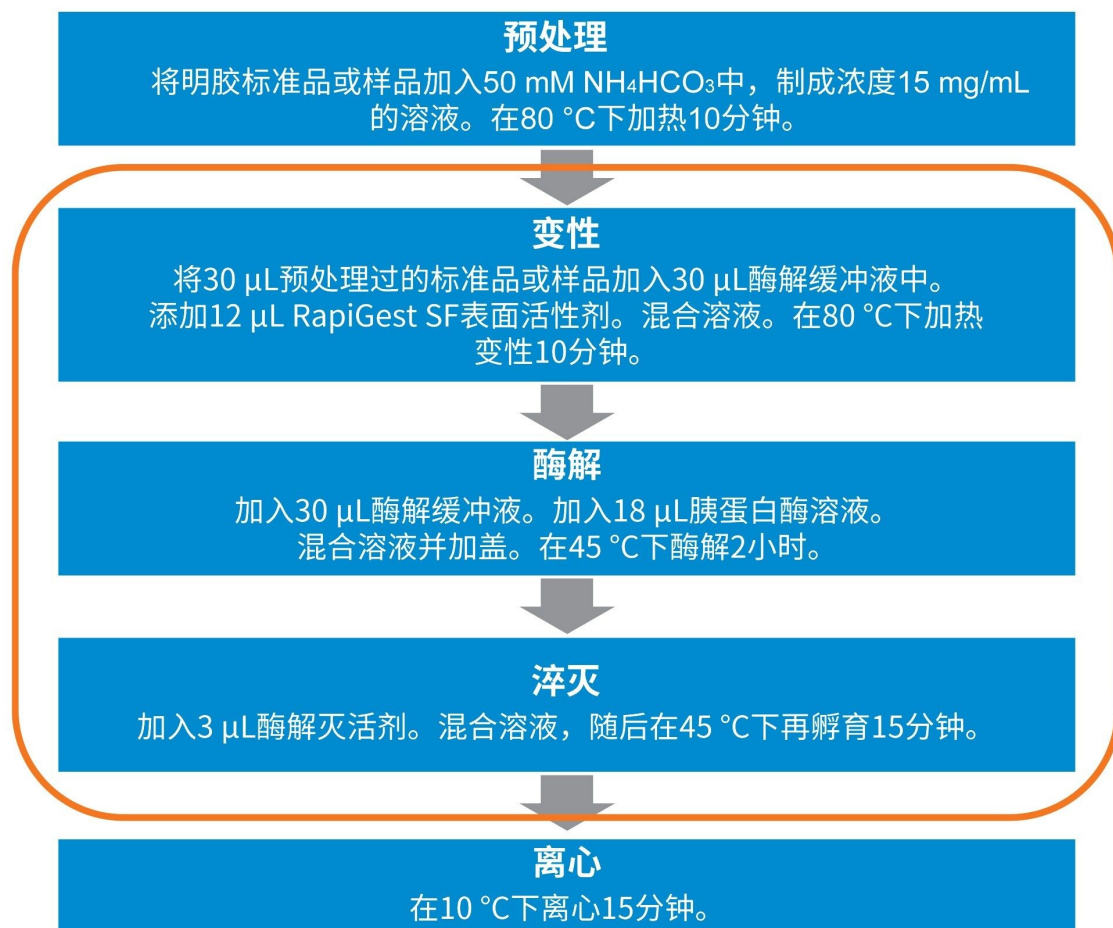 预处理
将明胶标准品或样品加入50 mM NH₄HCO₃中，制成浓度15 mg/mL
的溶液。在80 °C下加热10分钟。
变性
将30 µL预处理过的标准品或样品加入30 µL酶解缓冲液中。
添加12 µL RapiGest SF表面活性剂。混合溶液。在80 °C下加热
变性10分钟。
酶解
加入30 µL酶解缓冲液。加入18 µL胰蛋白酶溶液。
混合溶液并加盖。在45 °C下酶解2小时。
淬灭
加入3 µL酶解灭活剂。混合溶液，随后在45 °C下再孵育15分钟。
离心
在10 °C下离心15分钟。